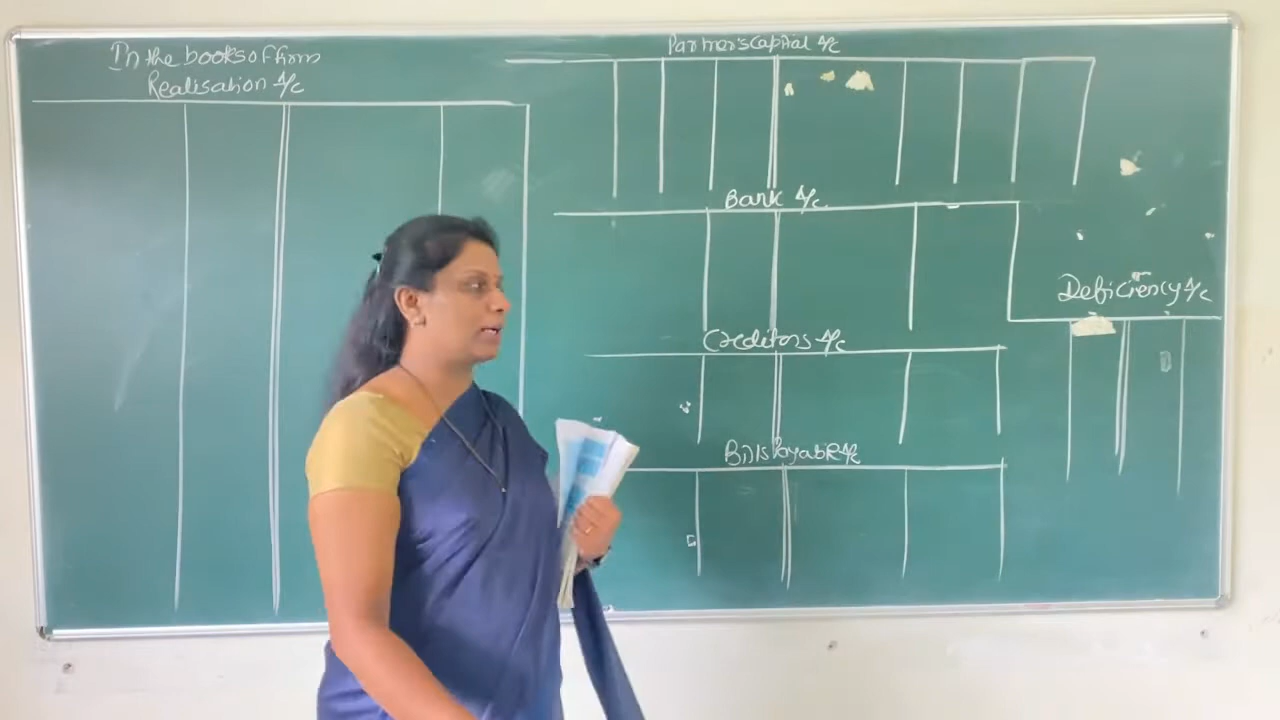 In the books of firm
Realisation A/c
Partner's capital A/c
Bank A/c
Creditors A/c
Bills Payable A/c
Deficiency A/c